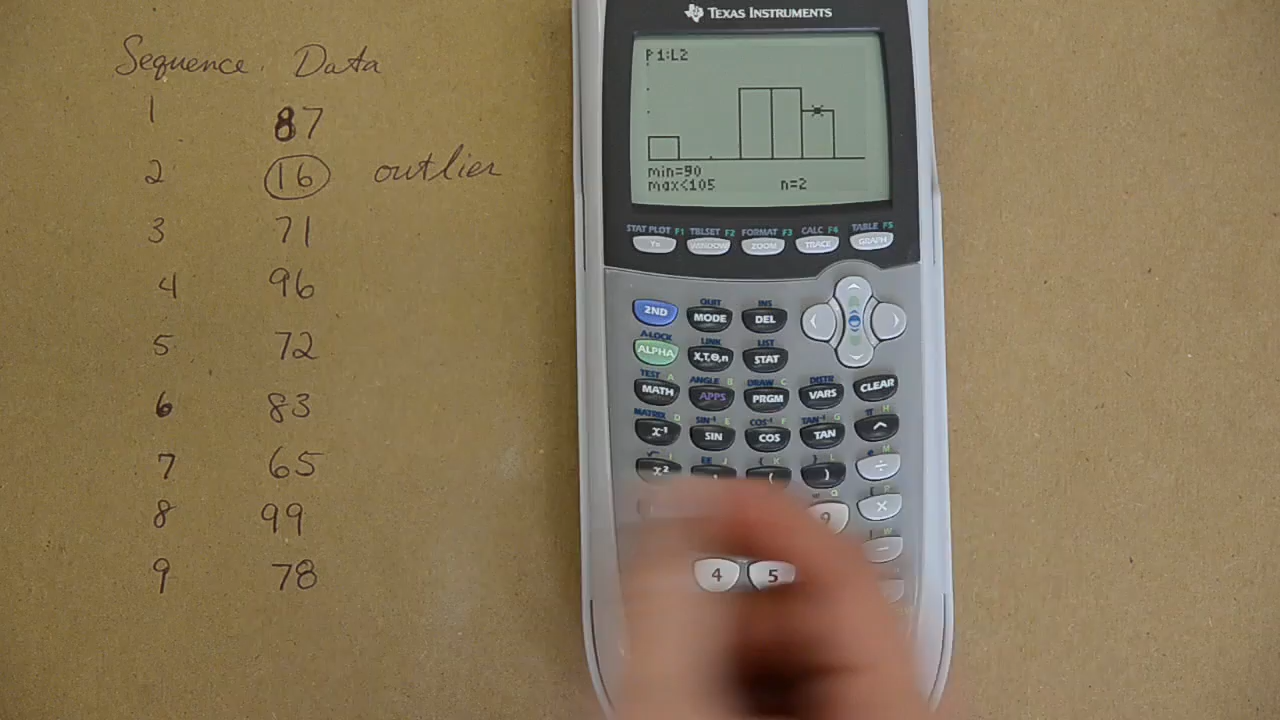 Sequence. Data
1 87
2 16 outlier
3 71
4 96
5 72
6 83
7 65
8 99
9 78
TEXAS INSTRUMENTS
P1:L2
min=90
max<105 n=2
STAT PLOT F1 TBLSET F2 FORMAT F3 CALC F4 TABLE F5
Y= WINDOW ZOOM TRACE GRAPH
QUIT INS
2ND MODE DEL
A-LOCK LINK LIST
ALPHA X,T,Θ,n STAT
TEST A ANGLE B DRAW C DISTR
MATH APPS PRGM VARS CLEAR
MATRIX D SIN⁻¹ E COS⁻¹ F TAN⁻¹ G π H
x⁻¹ SIN COS TAN ^
√ I EE J { K } L e M
x² , ( ) ÷
×
−
4 5